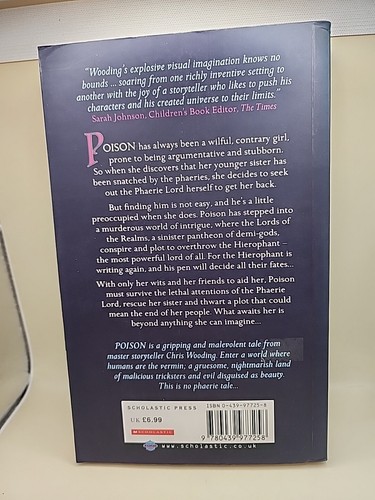 "Wooding's explosive visual imagination knows no
bounds ... soaring from one richly inventive setting to
another with the joy of a storyteller who likes to push his
characters and his created universe to their limits."
Sarah Johnson, Children's Book Editor, The Times
POISON has always been a wilful, contrary girl,
prone to being argumentative and stubborn.
So when she discovers that her younger sister has
been snatched by the phaeries, she decides to seek
out the Phaerie Lord herself to get her back.
But finding him is not easy, and he's a little
preoccupied when she does. Poison has stepped into
a murderous world of intrigue, where the Lords of
the Realms, a sinister pantheon of demi-gods,
conspire and plot to overthrow the Hierophant –
the most powerful lord of all. For the Hierophant is
writing again, and his pen will decide all their fates...
With only her wits and her friends to aid her, Poison
must survive the lethal attentions of the Phaerie
Lord, rescue her sister and thwart a plot that could
mean the end of her people. What awaits her is
beyond anything she can imagine...
POISON is a gripping and malevolent tale from
master storyteller Chris Wooding. Enter a world where
humans are the vermin; a gruesome, nightmarish land
of malicious tricksters and evil disguised as beauty.
This is no phaerie tale...
SCHOLASTIC PRESS
ISBN 0-439-97725-8
UK £6.99
SCHOLASTIC
9 780439 977258
www.scholastic.co.uk